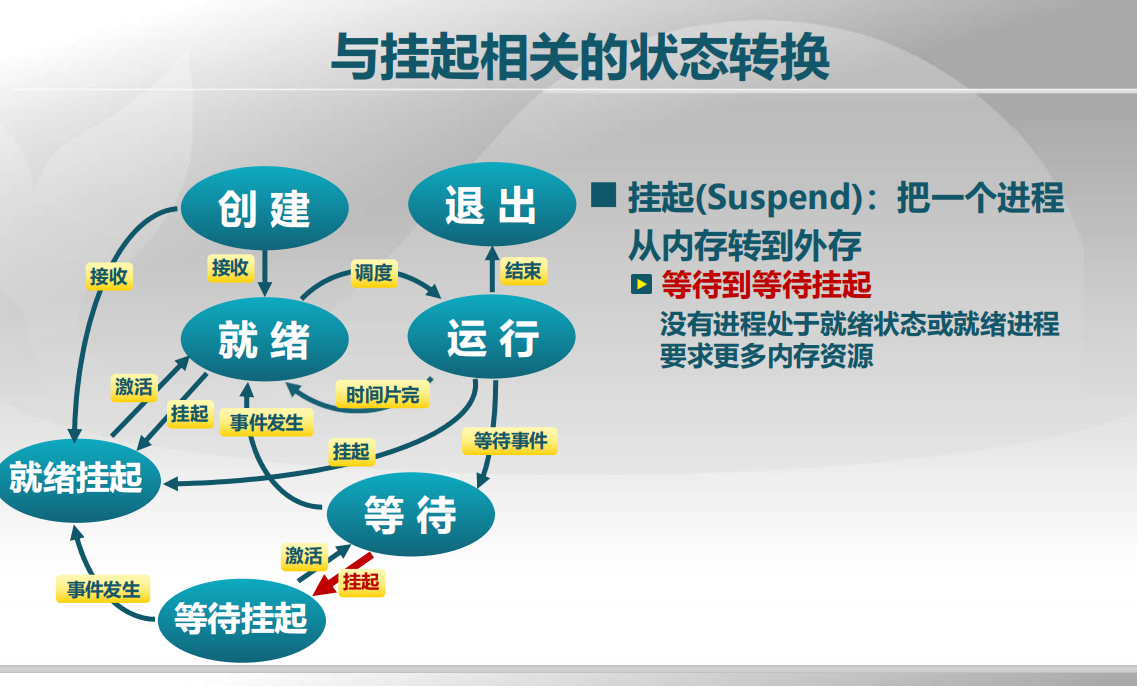 与挂起相关的状态转换
创 建
退 出
挂起(Suspend)：把一个进程
从内存转到外存
接收
接收
调度
结束
等待到等待挂起
没有进程处于就绪状态或就绪进程
要求更多内存资源
就 绪
运 行
激活
挂起
时间片完
事件发生
挂起
等待事件
就绪挂起
等 待
激活
挂起
事件发生
等待挂起